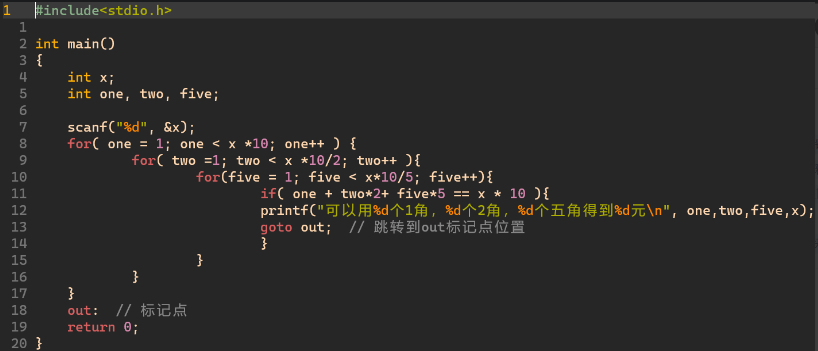 1 #include<stdio.h>
1
2 int main()
3 {
4     int x;
5     int one, two, five;
6
7     scanf("%d", &x);
8     for( one = 1; one < x *10; one++ ) {
9             for( two =1; two < x *10/2; two++ ){
10                     for(five = 1; five < x*10/5; five++){
11                             if( one + two*2+ five*5 == x * 10 ){
12                             printf("可以用%d个1角，%d个2角，%d个五角得到%d元\n", one,two,five,x);
13                             goto out;  // 跳转到out标记点位置
14                             }
15                     }
16             }
17     }
18     out:  // 标记点
19     return 0;
20 }